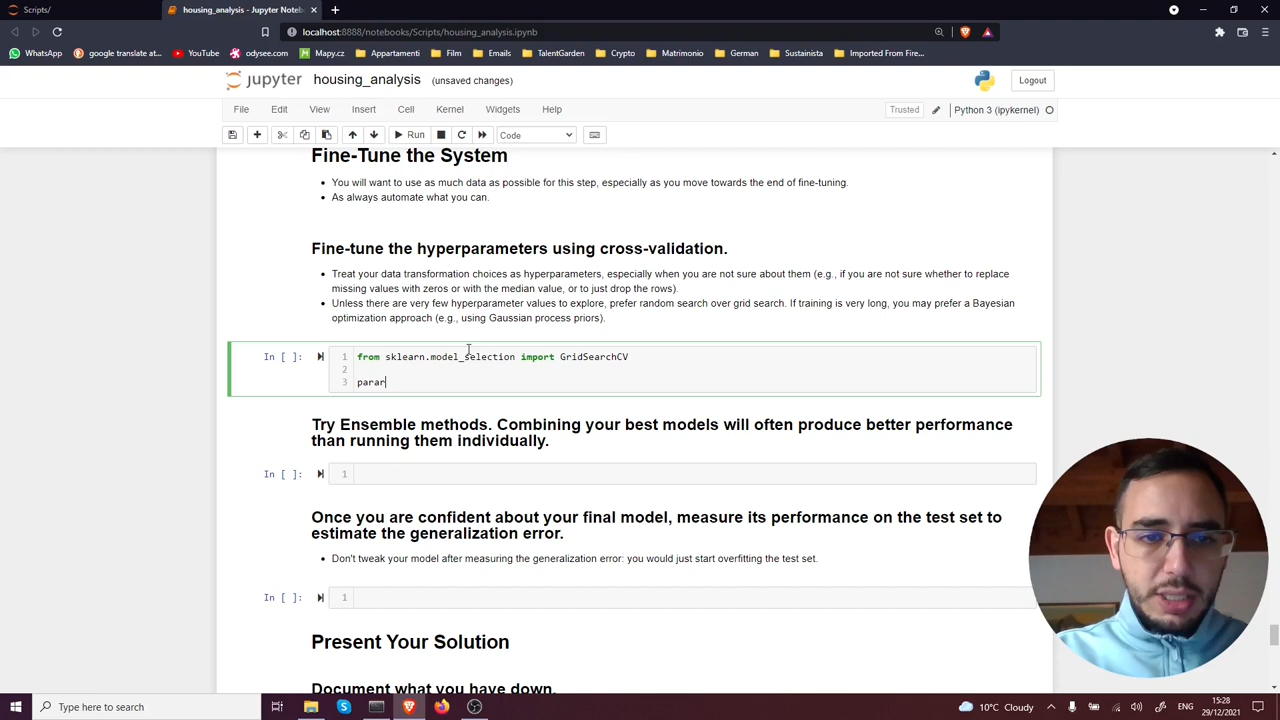 Scripts/
housing_analysis - Jupyter Noteb
localhost:8888/notebooks/Scripts/housing_analysis.ipynb
WhatsApp
google translate at...
YouTube
odysee.com
Mapy.cz
Appartamenti
Film
Emails
TalentGarden
Crypto
Matrimonio
German
Sustainista
Imported From Fire...
jupyter
housing_analysis
(unsaved changes)
Logout
File
Edit
View
Insert
Cell
Kernel
Widgets
Help
Trusted
Python 3 (ipykernel)
Run
Code
Fine-Tune the System
• You will want to use as much data as possible for this step, especially as you move towards the end of fine-tuning.
• As always automate what you can.
Fine-tune the hyperparameters using cross-validation.
• Treat your data transformation choices as hyperparameters, especially when you are not sure about them (e.g., if you are not sure whether to replace
missing values with zeros or with the median value, or to just drop the rows).
• Unless there are very few hyperparameter values to explore, prefer random search over grid search. If training is very long, you may prefer a Bayesian
optimization approach (e.g., using Gaussian process priors).
In [ ]:
1 from sklearn.model_selection import GridSearchCV
2
3 parar
Try Ensemble methods. Combining your best models will often produce better performance
than running them individually.
In [ ]:
1
Once you are confident about your final model, measure its performance on the test set to
estimate the generalization error.
• Don't tweak your model after measuring the generalization error: you would just start overfitting the test set.
In [ ]:
1
Present Your Solution
Document what you have down.
Type here to search
10°C Cloudy
15:28
29/12/2021